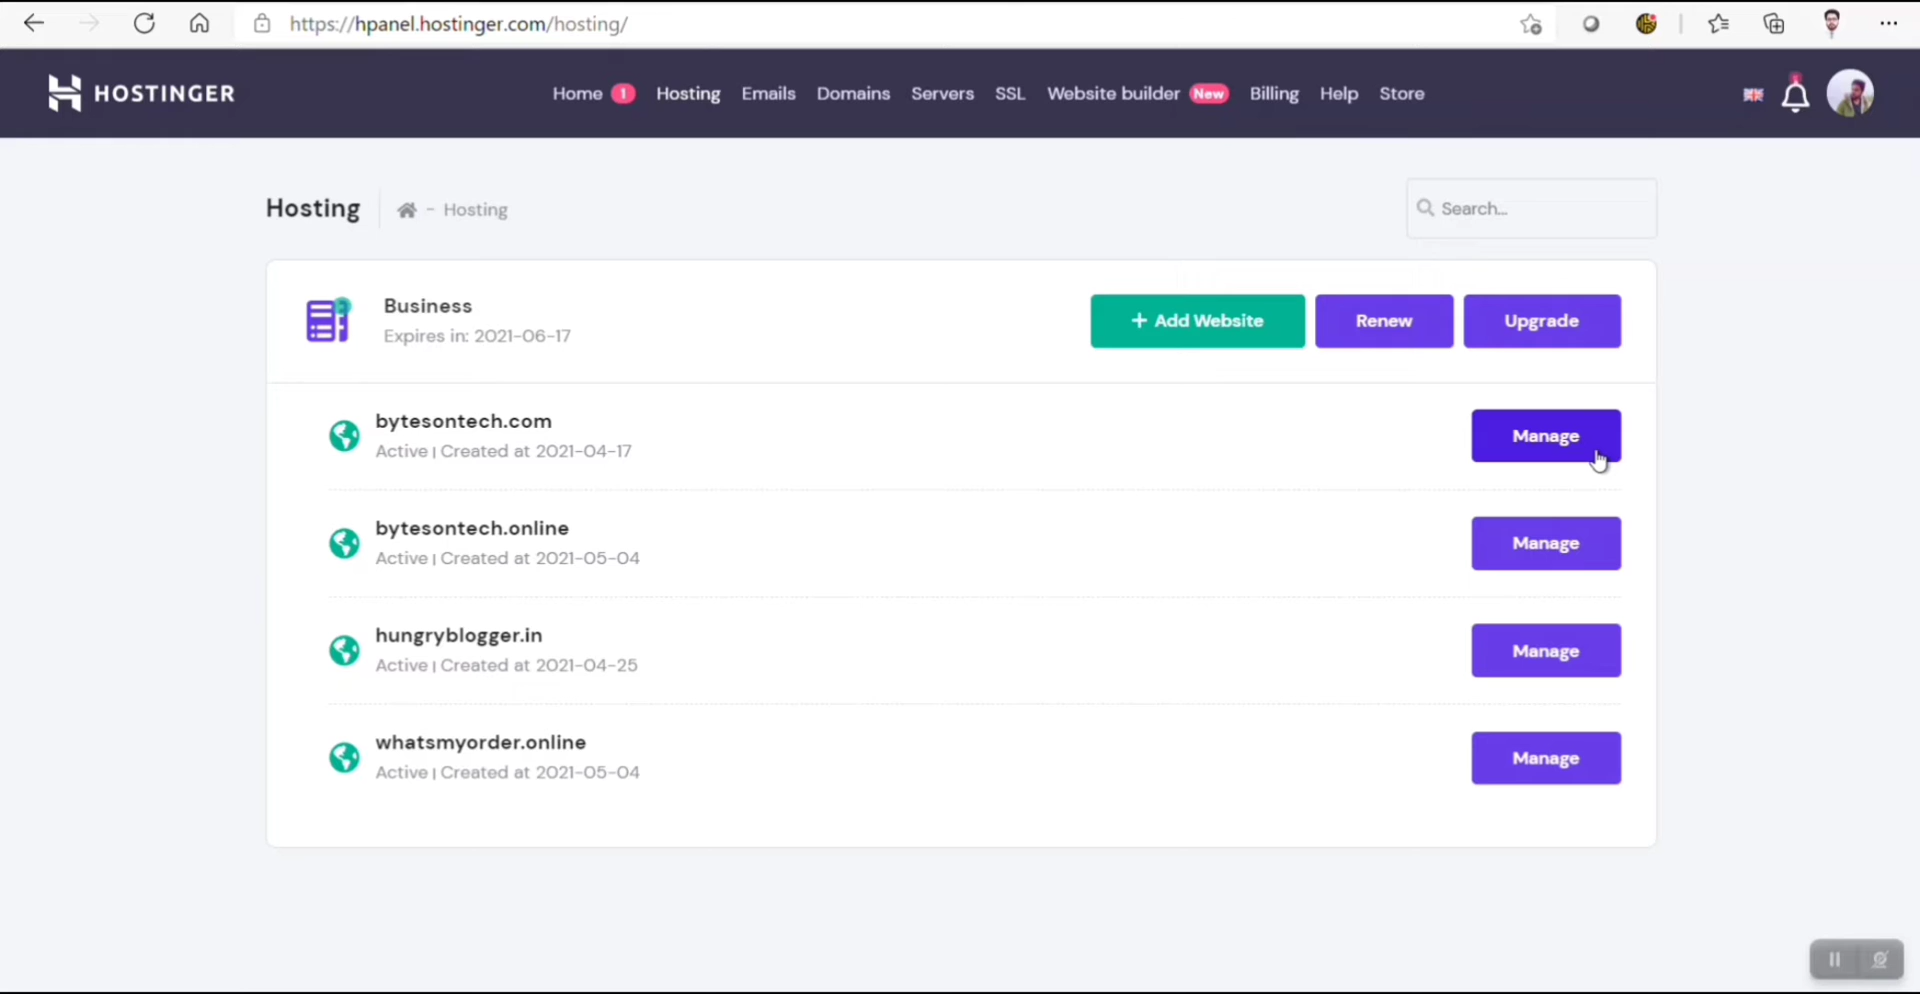 https://hpanel.hostinger.com/hosting/
HOSTINGER
Home 1 Hosting Emails Domains Servers SSL Website builder New Billing Help Store
Hosting
- Hosting
Search...
Business
Expires in: 2021-06-17
+ Add Website
Renew
Upgrade
bytesontech.com
Active | Created at 2021-04-17
Manage
bytesontech.online
Active | Created at 2021-05-04
Manage
hungryblogger.in
Active | Created at 2021-04-25
Manage
whatsmyorder.online
Active | Created at 2021-05-04
Manage